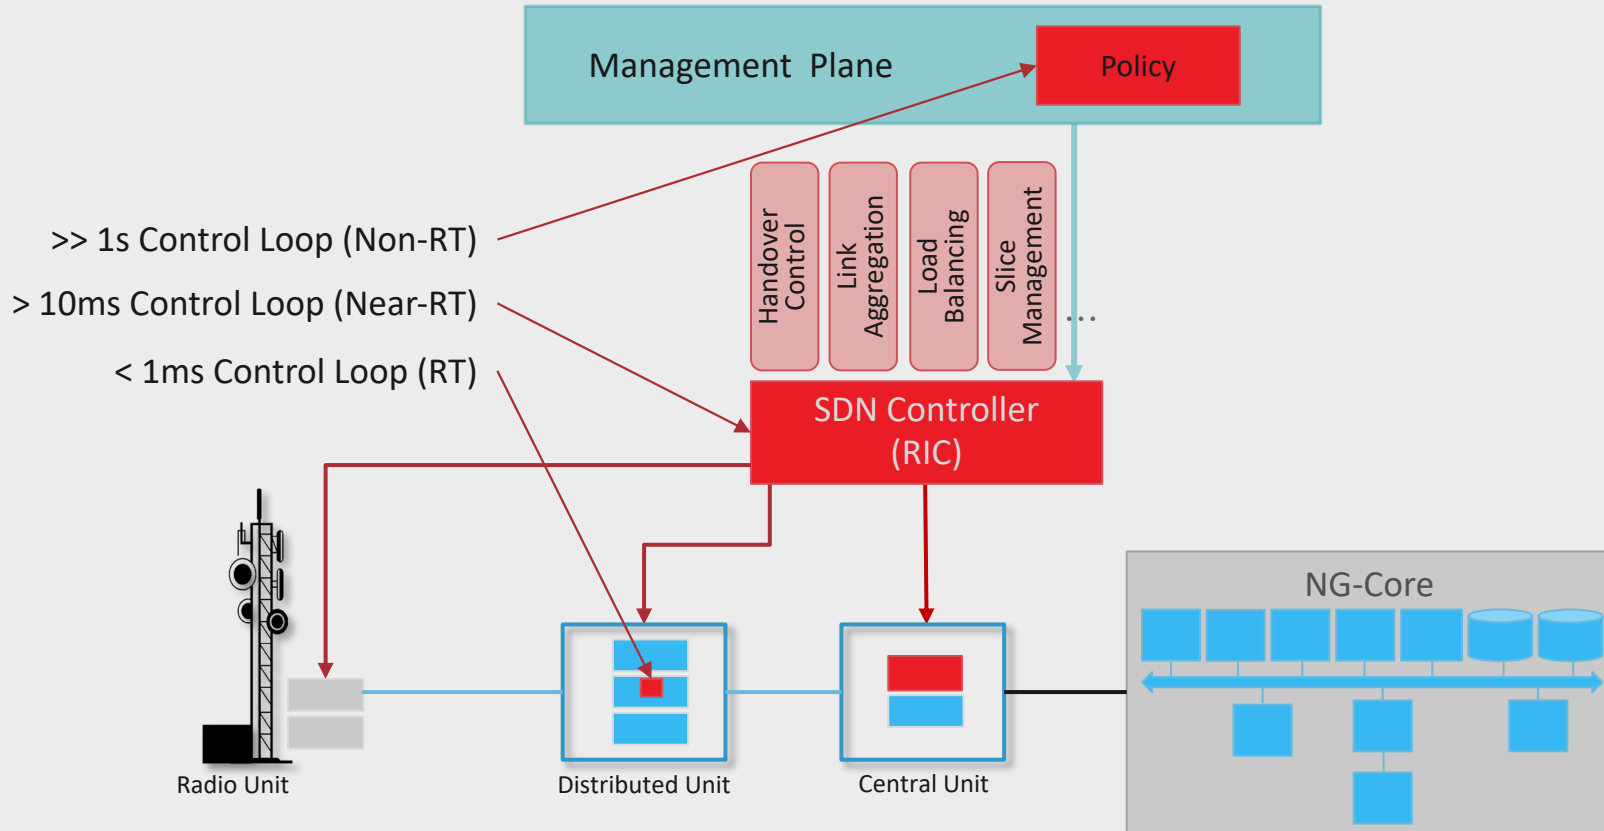 Management Plane
Policy
Handover
Control
Link
Aggregation
Load
Balancing
Slice
Management
...
>> 1s Control Loop (Non-RT)
> 10ms Control Loop (Near-RT)
< 1ms Control Loop (RT)
SDN Controller
(RIC)
NG-Core
Radio Unit
Distributed Unit
Central Unit